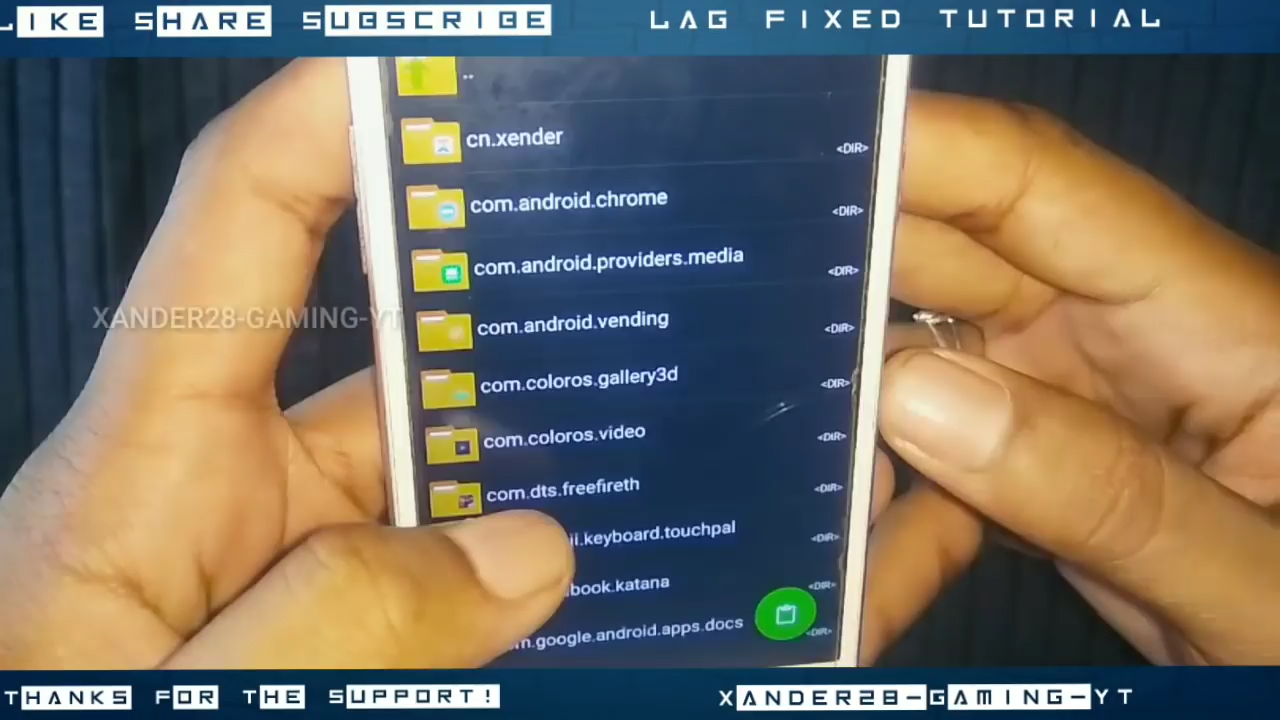 LIKE SHARE SUBSCRIBE
LAG FIXED TUTORIAL
..
cn.xender
<DIR>
com.android.chrome
<DIR>
com.android.providers.media
<DIR>
com.android.vending
<DIR>
com.coloros.gallery3d
<DIR>
com.coloros.video
<DIR>
com.dts.freefireth
<DIR>
.keyboard.touchpal
<DIR>
book.katana
<DIR>
.google.android.apps.docs
<DIR>
XANDER28-GAMING-YT
THANKS FOR THE SUPPORT!
XANDER28-GAMING-YT